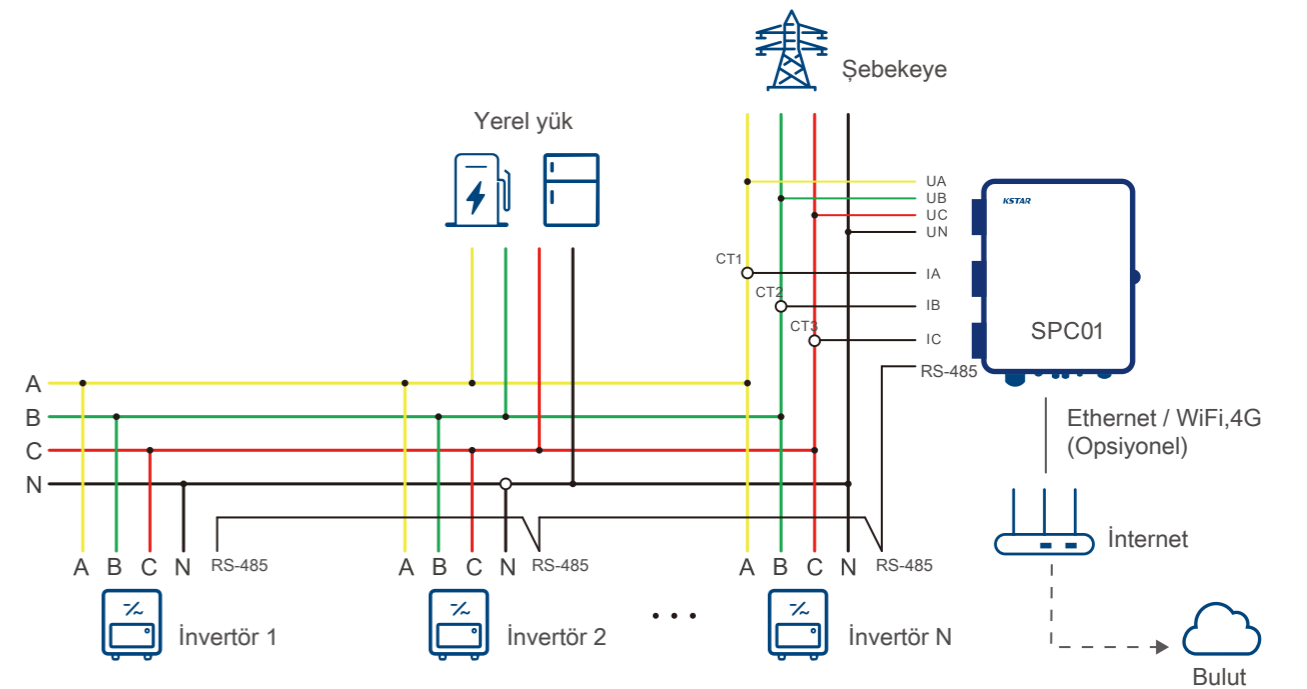 Şebekeye
Yerel yük
UA
UB
UC
UN
KSTAR
CT1
IA
CT2
IB
CT3
IC
SPC01
RS-485
A
B
C
N
Ethernet / WiFi,4G
(Opsiyonel)
İnternet
A B C N RS-485
A B C N RS-485
A B C N RS-485
İnvertör 1
İnvertör 2
İnvertör N
Bulut